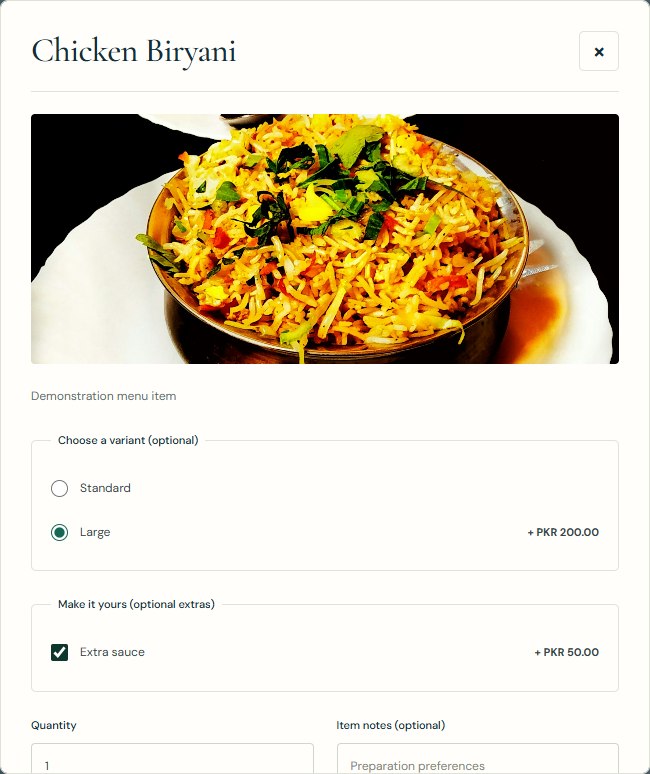 Chicken Biryani
×
Demonstration menu item
Choose a variant (optional)
Standard
Large + PKR 200.00
Make it yours (optional extras)
Extra sauce + PKR 50.00
Quantity Item notes (optional)
1 Preparation preferences